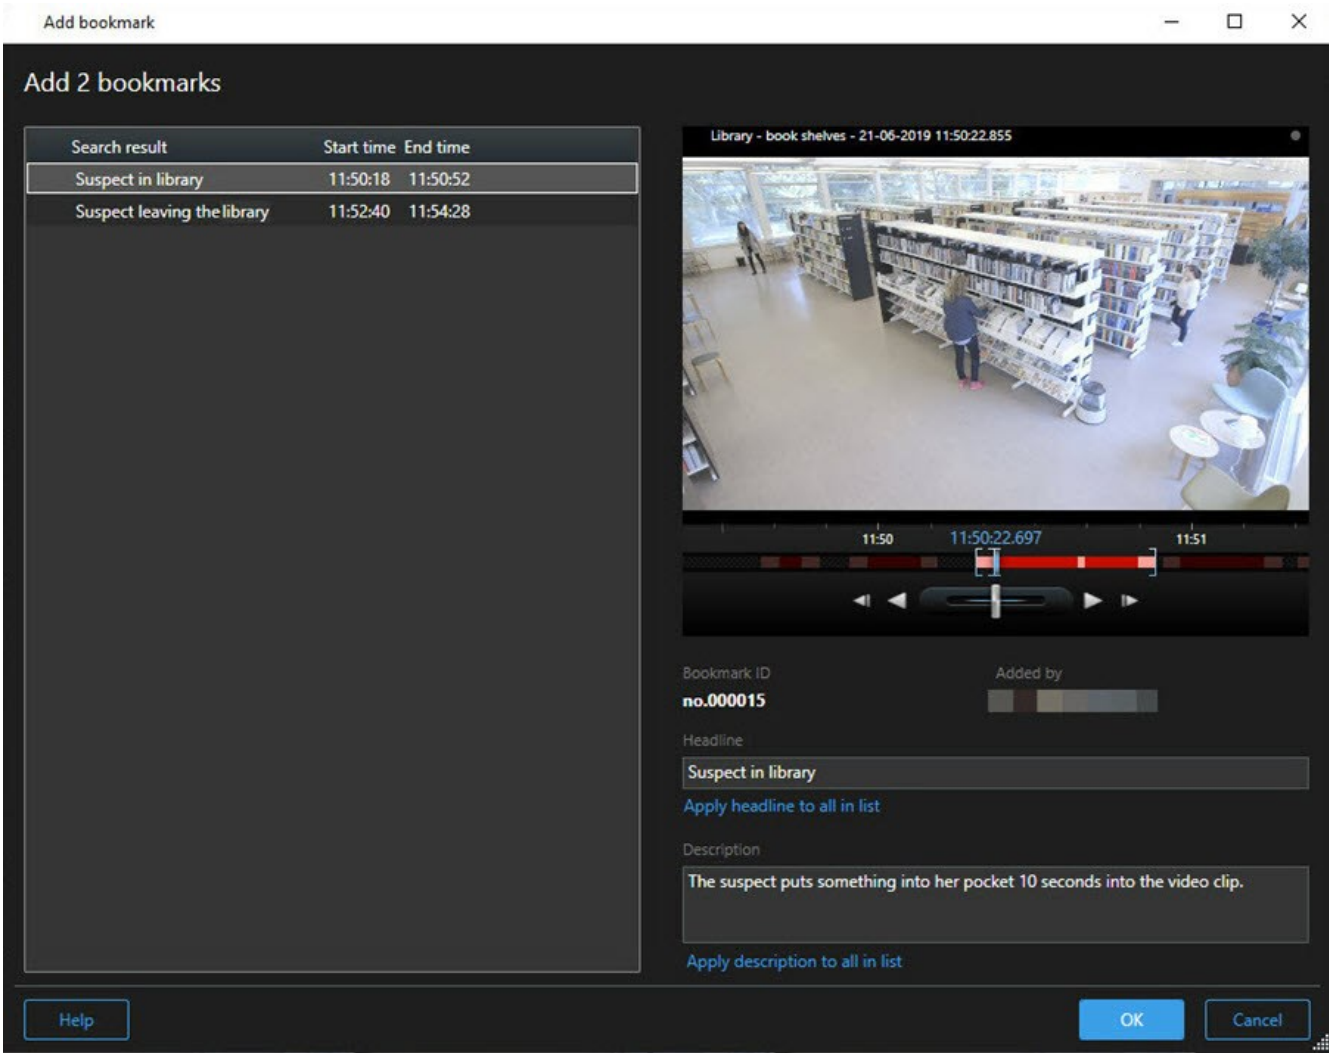 Add bookmark
Add 2 bookmarks
Search result Start time End time
Suspect in library 11:50:18 11:50:52
Suspect leaving the library 11:52:40 11:54:28
Library - book shelves - 21-06-2019 11:50:22.855
11:50 11:50:22.697 11:51
Bookmark ID Added by
no.000015
Headline
Suspect in library
Apply headline to all in list
Description
The suspect puts something into her pocket 10 seconds into the video clip.
Apply description to all in list
Help OK Cancel